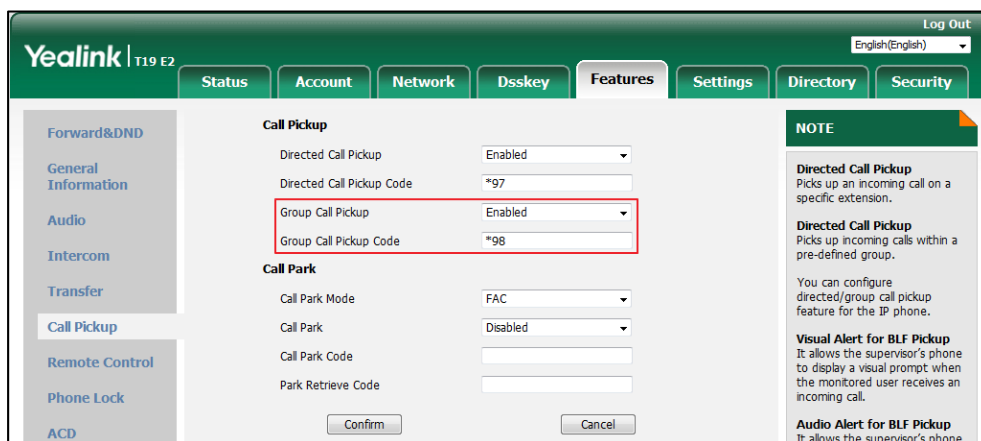 Log Out
English(English)
Yealink T19 E2
Status Account Network Dsskey Features Settings Directory Security
Forward&DND
General
Information
Audio
Intercom
Transfer
Call Pickup
Remote Control
Phone Lock
ACD
Call Pickup
Directed Call Pickup Enabled
Directed Call Pickup Code *97
Group Call Pickup Enabled
Group Call Pickup Code *98
Call Park
Call Park Mode FAC
Call Park Disabled
Call Park Code
Park Retrieve Code
Confirm Cancel
NOTE
Directed Call Pickup
Picks up an incoming call on a
specific extension.
Directed Call Pickup
Picks up incoming calls within a
pre-defined group.
You can configure
directed/group call pickup
feature for the IP phone.
Visual Alert for BLF Pickup
It allows the supervisor's phone
to display a visual prompt when
the monitored user receives an
incoming call.
Audio Alert for BLF Pickup
It allows the supervisor's phone